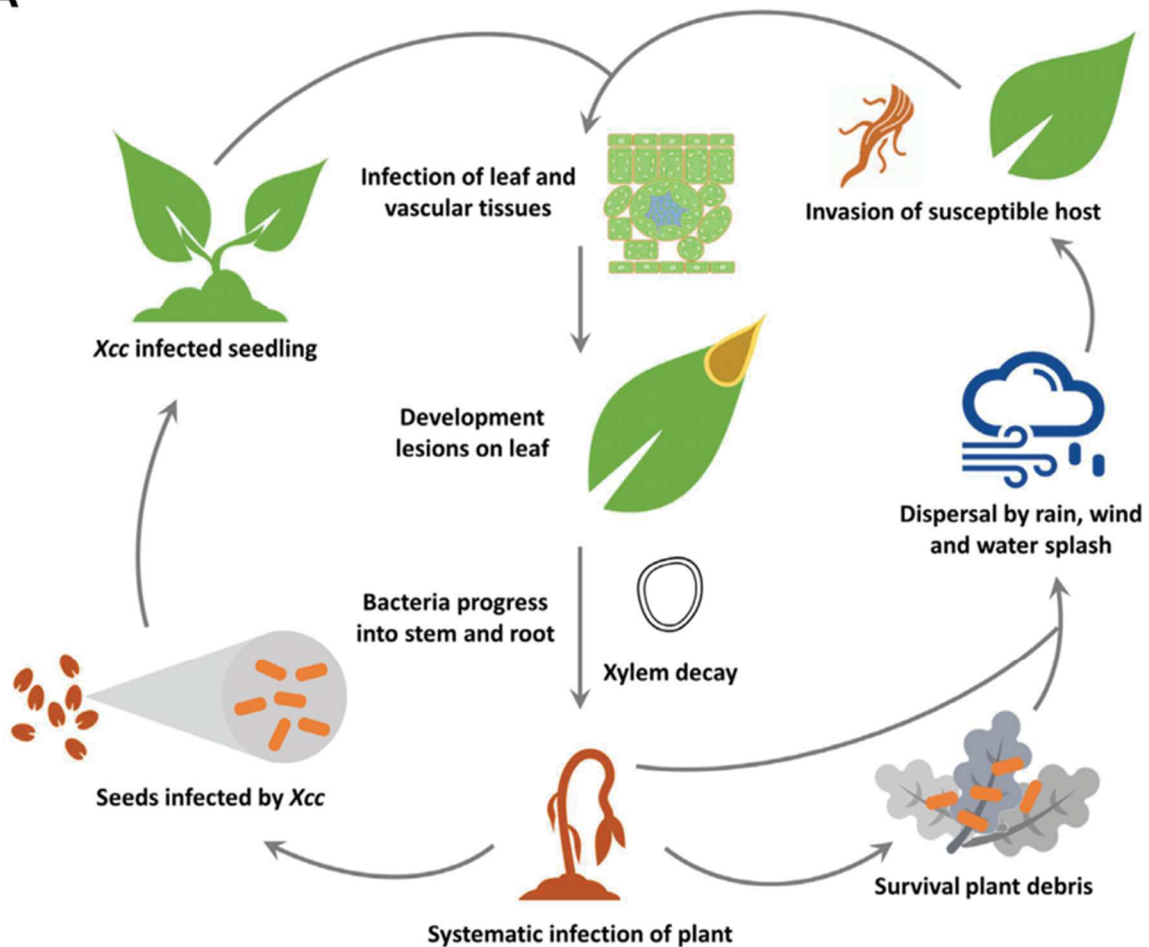 A
Infection of leaf and
vascular tissues
Invasion of susceptible host
Xcc infected seedling
Development
lesions on leaf
Dispersal by rain, wind
and water splash
Bacteria progress
into stem and root
Xylem decay
Seeds infected by Xcc
Survival plant debris
Systematic infection of plant